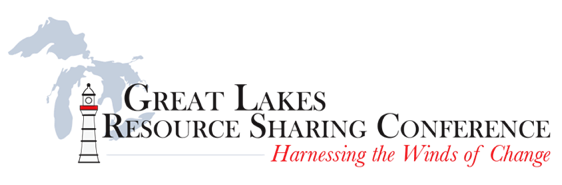 GREAT LAKES
RESOURCE SHARING CONFERENCE
Harnessing the Winds of Change